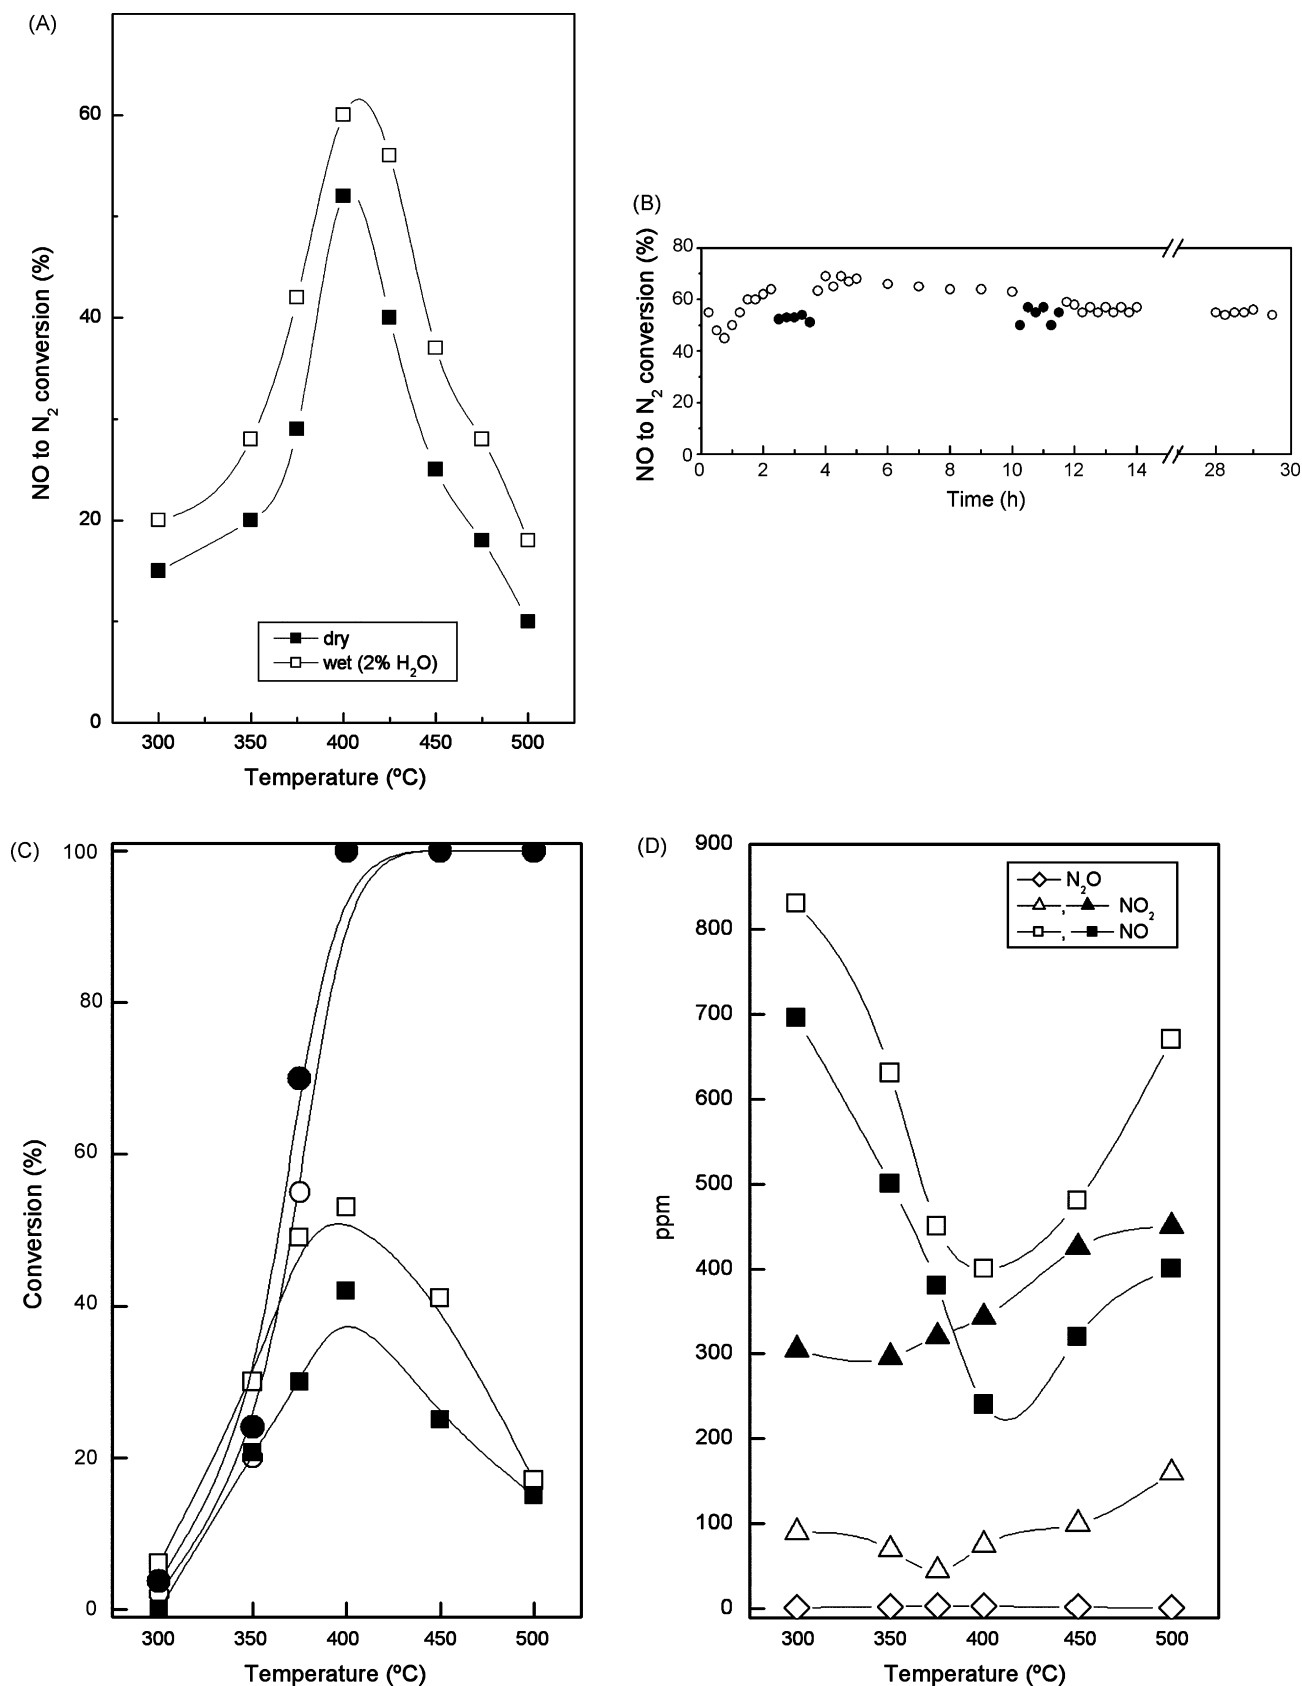 (A)
NO to N2 conversion (%)
60
40
20
0
dry
wet (2% H2O)
300 350 400 450 500
Temperature (ºC)
(B)
NO to N2 conversion (%)
80
60
40
20
0
0 2 4 6 8 10 12 14 28 30
Time (h)
(C)
Conversion (%)
100
80
60
40
20
0
300 350 400 450 500
Temperature (ºC)
(D)
ppm
900
800
700
600
500
400
300
200
100
0
N2O
, NO2
, NO
300 350 400 450 500
Temperature (ºC)